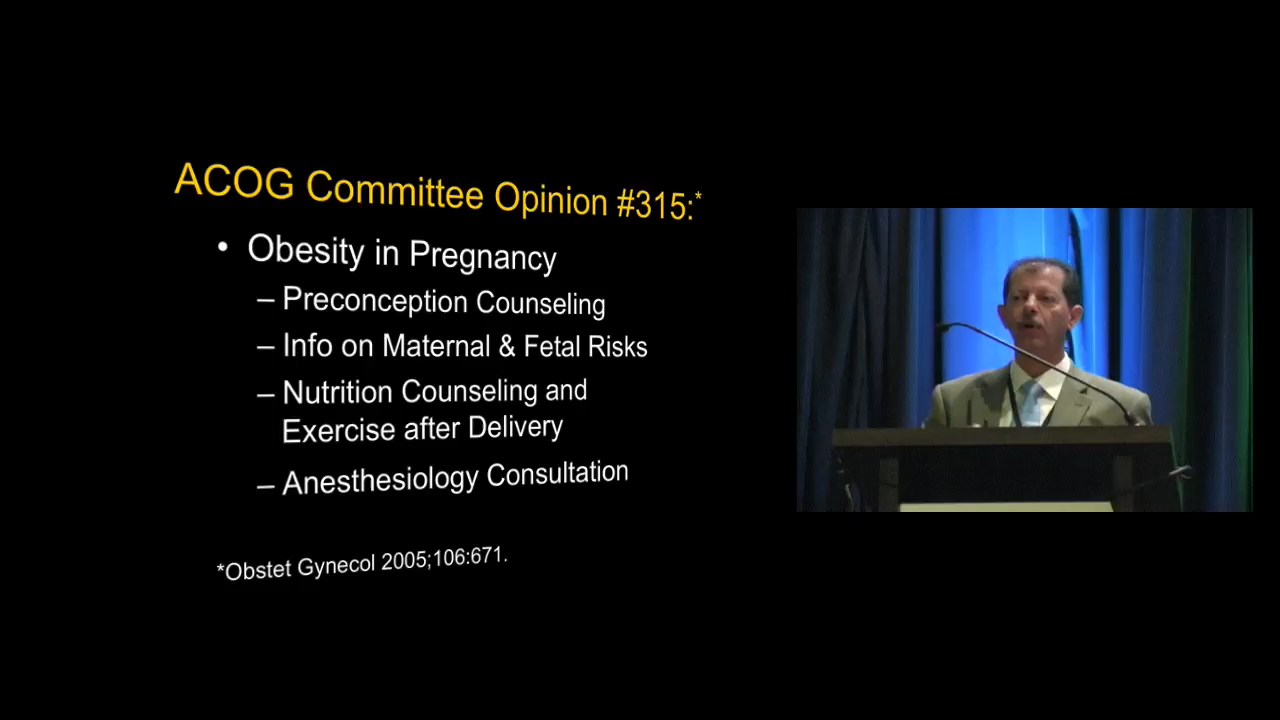 ACOG Committee Opinion #315:*
• Obesity in Pregnancy
– Preconception Counseling
– Info on Maternal & Fetal Risks
– Nutrition Counseling and
Exercise after Delivery
– Anesthesiology Consultation
*Obstet Gynecol 2005;106:671.